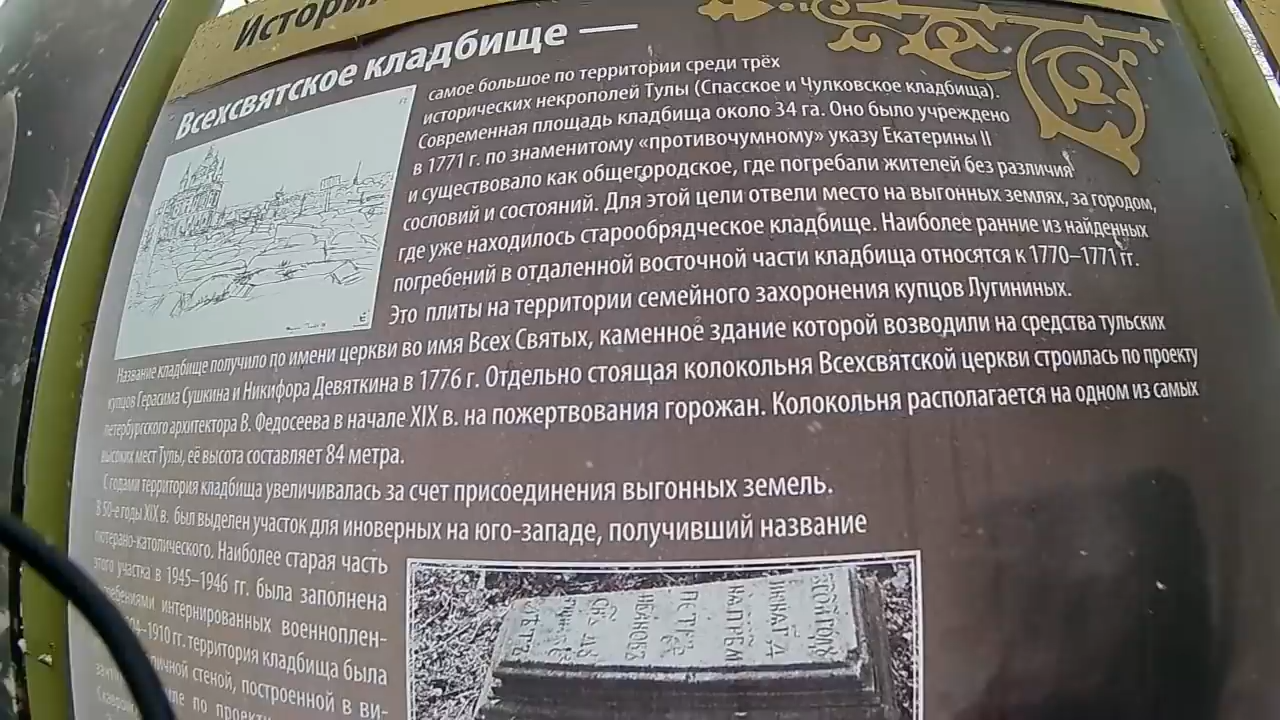 Всехсвятское кладбище —
самое большое по территории среди трёх
исторических некрополей Тулы (Спасское и Чулковское кладбища).
Современная площадь кладбища около 34 га. Оно было учреждено
в 1771 г. по знаменитому «противочумному» указу Екатерины II
и существовало как общегородское, где погребали жителей без различия
сословий и состояний. Для этой цели отвели место на выгонных землях, за городом,
где уже находилось старообрядческое кладбище. Наиболее ранние из найденных
погребений в отдаленной восточной части кладбища относятся к 1770–1771 гг.
Это плиты на территории семейного захоронения купцов Лугининых.
Название кладбище получило по имени церкви во имя Всех Святых, каменное здание которой возводили на средства тульских
купцов Герасима Сушкина и Никифора Девяткина в 1776 г. Отдельно стоящая колокольня Всехсвятской церкви строилась по проекту
петербургского архитектора В. Федосеева в начале XIX в. на пожертвования горожан. Колокольня располагается на одном из самых
высоких мест Тулы, её высота составляет 84 метра.
С годами территория кладбища увеличивалась за счет присоединения выгонных земель.
В 50-е годы XIX в. был выделен участок для иноверных на юго-западе, получивший название
лютерано-католического. Наиболее старая часть
этого участка в 1945–1946 гг. была заполнена
интернированных военноплен-
–1910 гг. территория кладбища была
стеной, построенной в ви-
по